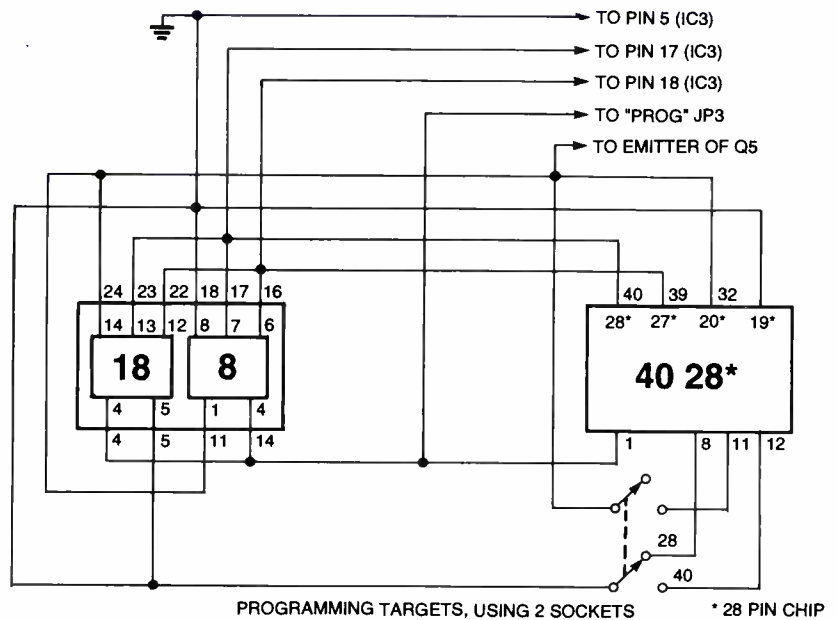 TO PIN 5 (IC3)
TO PIN 17 (IC3)
TO PIN 18 (IC3)
TO "PROG" JP3
TO EMITTER OF Q5
24 23 22 18 17 16
14 13 12 8 7 6
18 8
4 5 1 4
4 5 11 14
40 39 32
28* 27* 20* 19*
40 28*
1 8 11 12
28
40
PROGRAMMING TARGETS, USING 2 SOCKETS
* 28 PIN CHIP